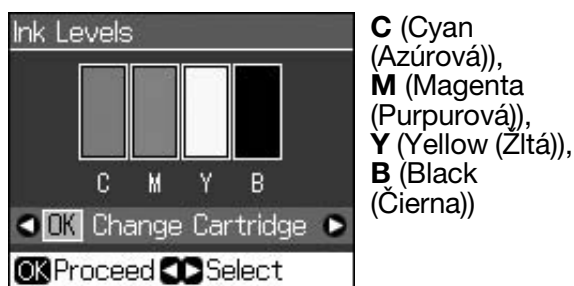 Ink Levels
C M Y B
OK Change Cartridge
OK Proceed Select
C (Cyan
(Azúrová)),
M (Magenta
(Purpurová)),
Y (Yellow (Žltá)),
B (Black
(Čierna))